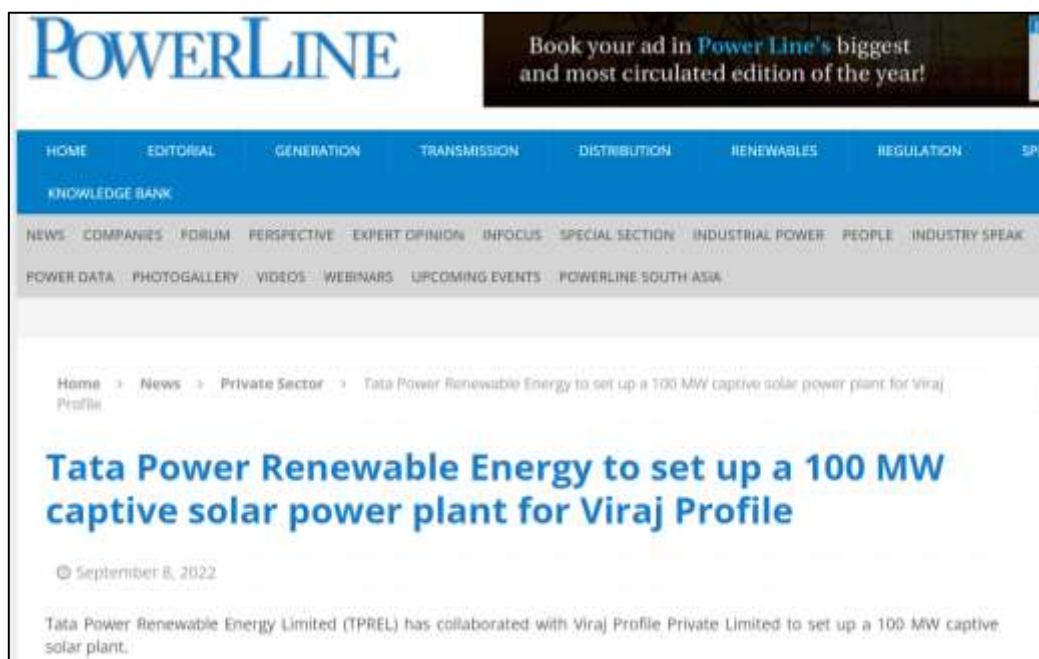 POWERLINE
Book your ad in Power Line's biggest
and most circulated edition of the year!
HOME EDITORIAL GENERATION TRANSMISSION DISTRIBUTION RENEWABLES REGULATION
KNOWLEDGE BANK
NEWS COMPANIES FORUM PERSPECTIVE EXPERT OPINION INFOCUS SPECIAL SECTION INDUSTRIAL POWER PEOPLE INDUSTRY SPEAK
POWER DATA PHOTOGALLERY VIDEOS WEBINARS UPCOMING EVENTS POWERLINE SOUTH ASIA
Home > News > Private Sector > Tata Power Renewable Energy to set up a 100 MW captive solar power plant for Viraj
Profile
Tata Power Renewable Energy to set up a 100 MW
captive solar power plant for Viraj Profile
September 8, 2022
Tata Power Renewable Energy Limited (TPREL) has collaborated with Viraj Profile Private Limited to set up a 100 MW captive
solar plant.